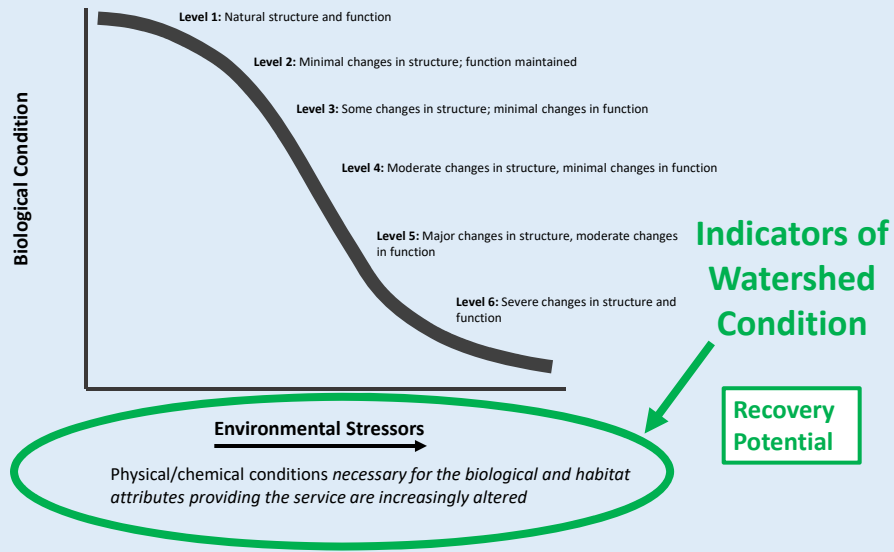 Level 1: Natural structure and function
Level 2: Minimal changes in structure; function maintained
Level 3: Some changes in structure; minimal changes in function
Level 4: Moderate changes in structure, minimal changes in function
Level 5: Major changes in structure, moderate changes
in function
Level 6: Severe changes in structure and
function
Biological Condition
Indicators of
Watershed
Condition
Recovery
Potential
Environmental Stressors
Physical/chemical conditions necessary for the biological and habitat
attributes providing the service are increasingly altered